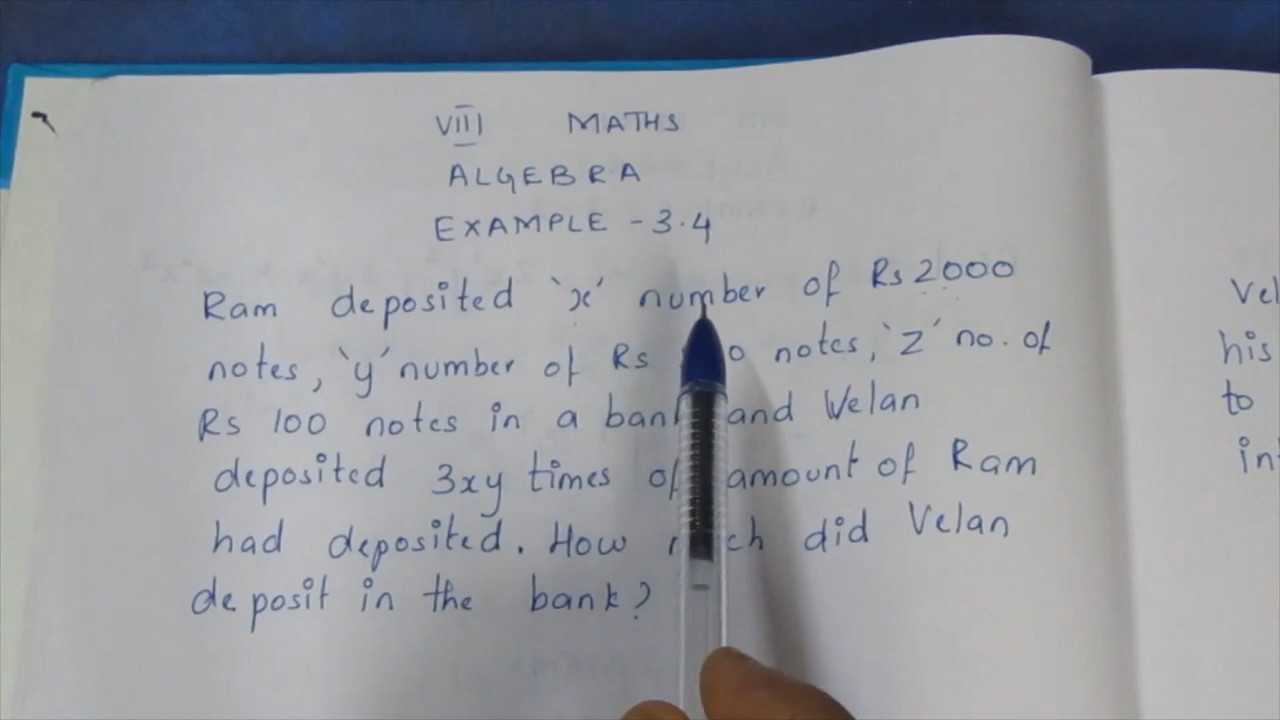 VIII MATHS
ALGEBRA
EXAMPLE - 3.4
Ram deposited 'x' number of Rs 2000
notes, 'y' number of Rs notes, 'z' no. of
Rs 100 notes in a bank and Velan
deposited 3xy times of amount of Ram
had deposited. How did Velan
deposit in the bank?
Vel
his
to
in